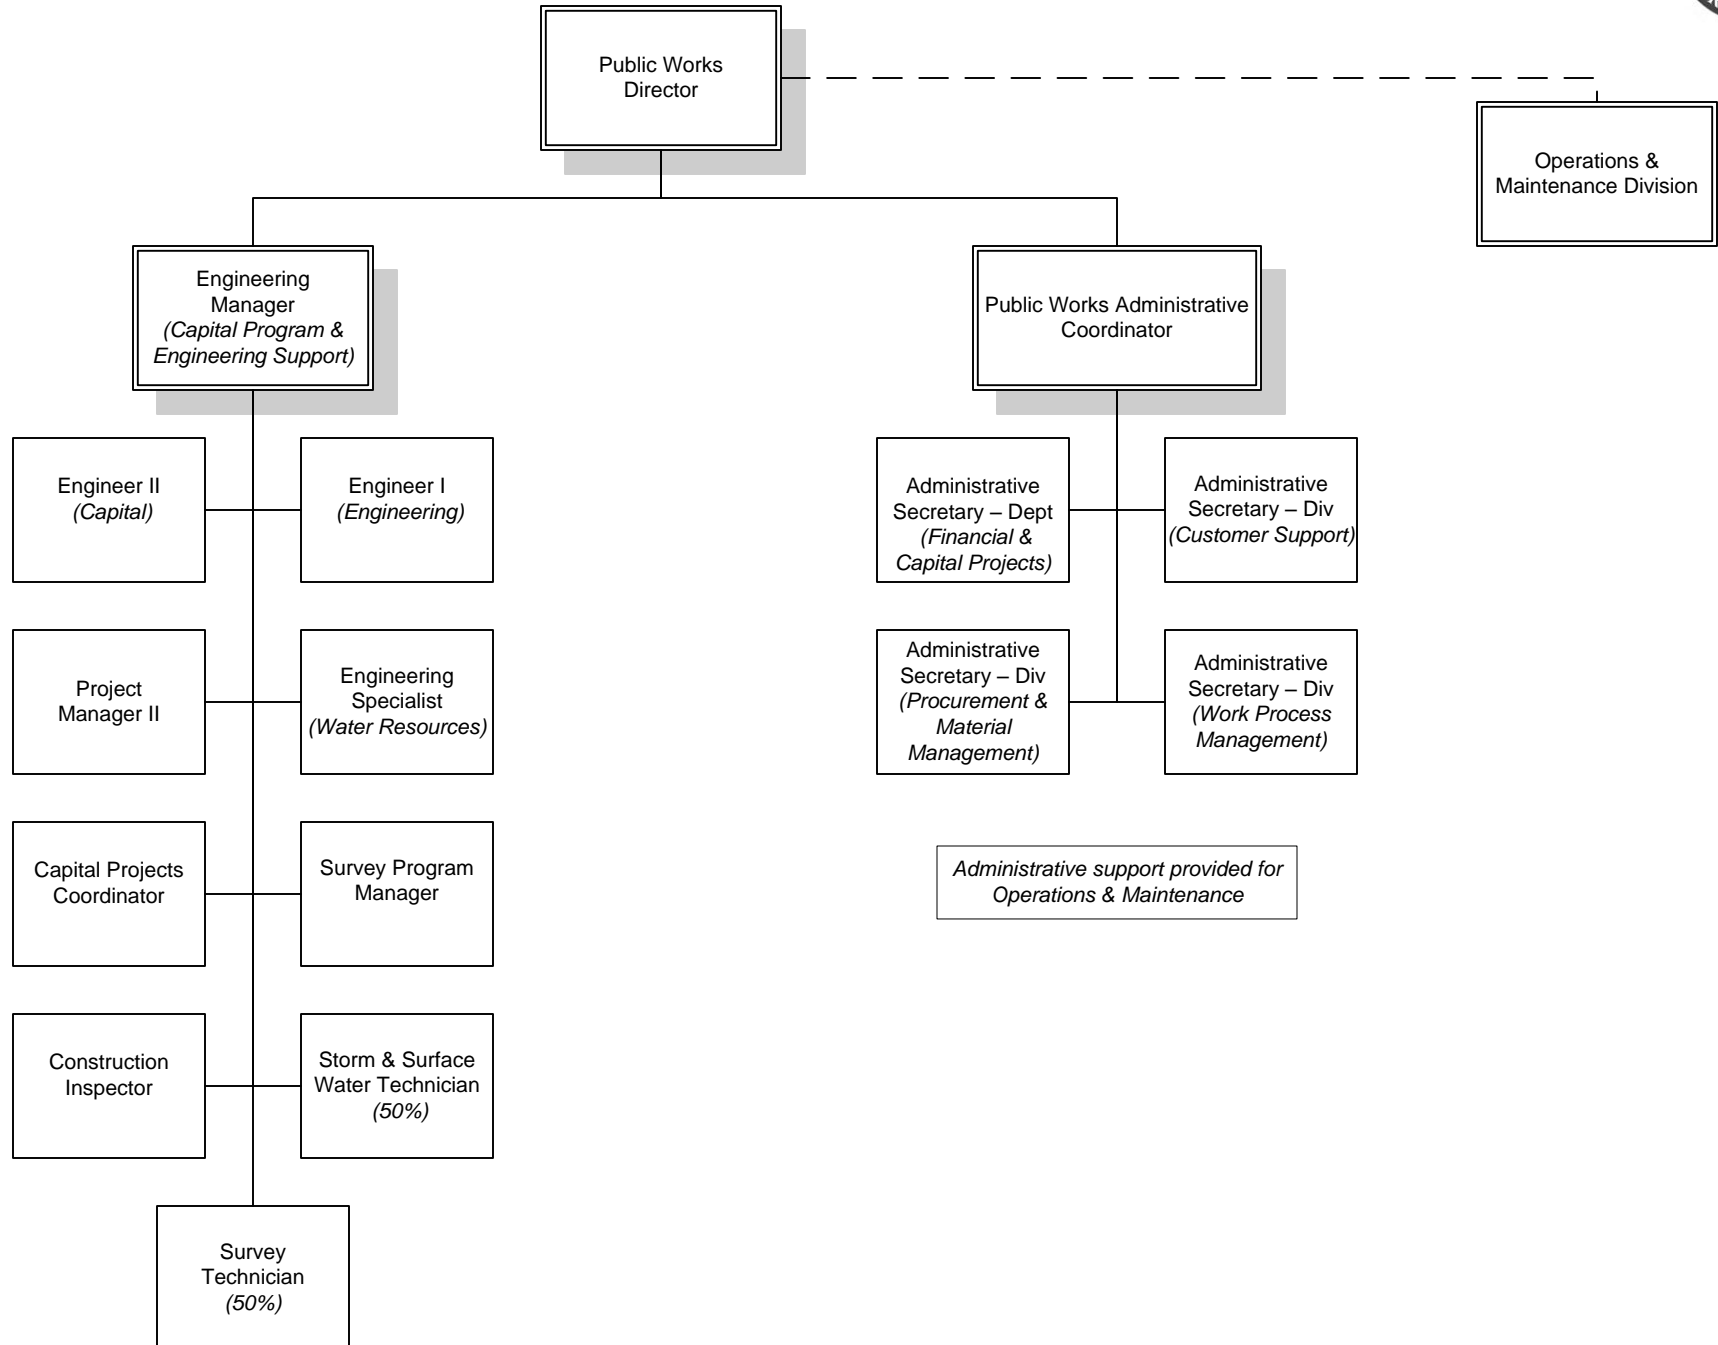 Public Works
Director
Operations &
Maintenance Division
Engineering
Manager
(Capital Program &
Engineering Support)
Public Works Administrative
Coordinator
Engineer II
(Capital)
Engineer I
(Engineering)
Administrative
Secretary – Dept
(Financial &
Capital Projects)
Administrative
Secretary – Div
(Customer Support)
Project
Manager II
Engineering
Specialist
(Water Resources)
Administrative
Secretary – Div
(Procurement &
Material
Management)
Administrative
Secretary – Div
(Work Process
Management)
Capital Projects
Coordinator
Survey Program
Manager
Administrative support provided for
Operations & Maintenance
Construction
Inspector
Storm & Surface
Water Technician
(50%)
Survey
Technician
(50%)